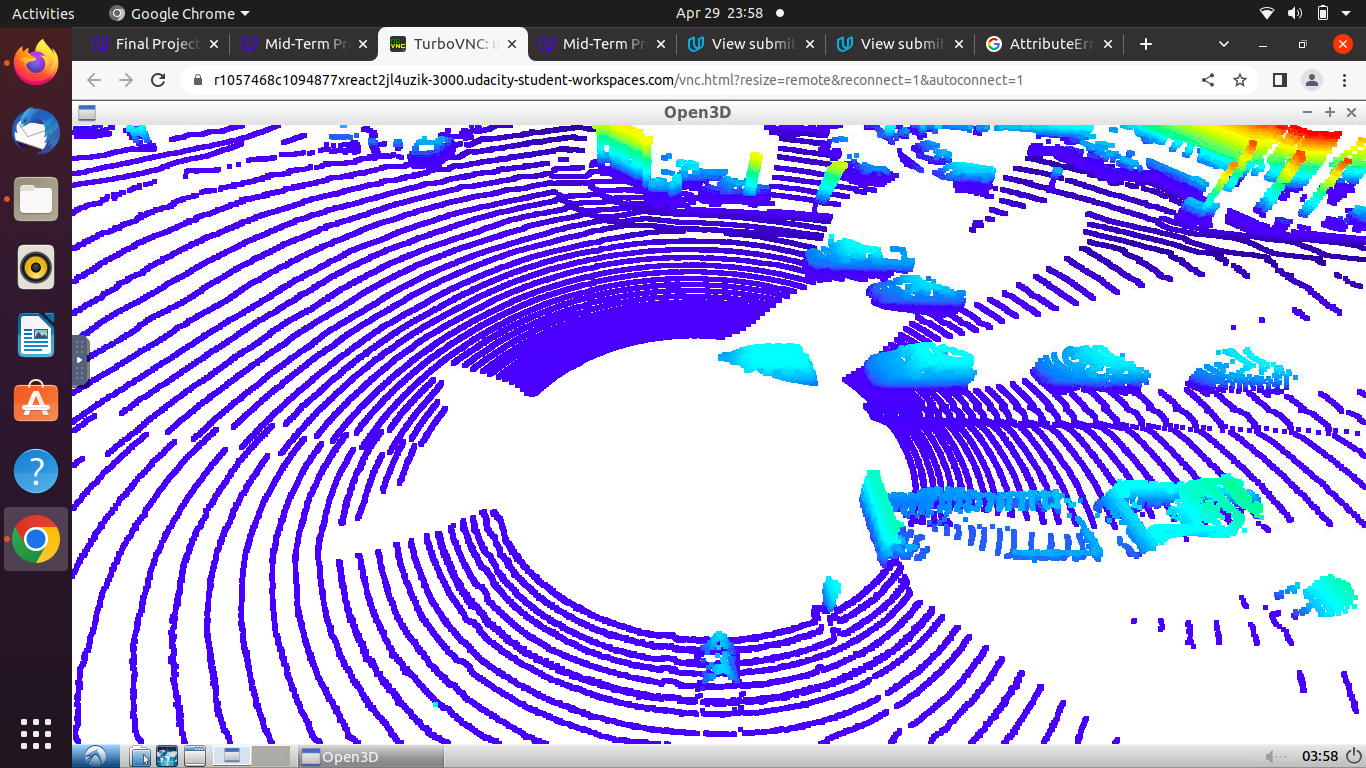 Activities Google Chrome Apr 29 23:58
Final Project Mid-Term Pr TurboVNC: u Mid-Term Pr View submit View submit AttributeErr
r1057468c1094877xreact2jl4uzik-3000.udacity-student-workspaces.com/vnc.html?resize=remote&reconnect=1&autoconnect=1
Open3D
Open3D 03:58